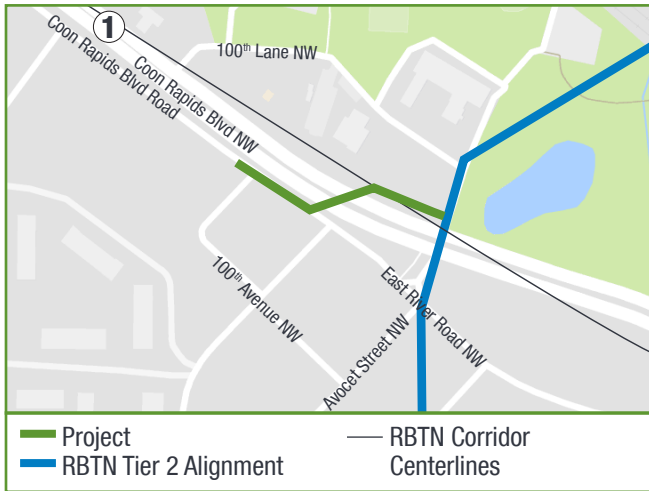 1
100th Lane NW
Coon Rapids Blvd NW
Coon Rapids Blvd Road
100th Avenue NW
East River Road NW
Avocet Street NW
Project
RBTN Tier 2 Alignment
RBTN Corridor
Centerlines